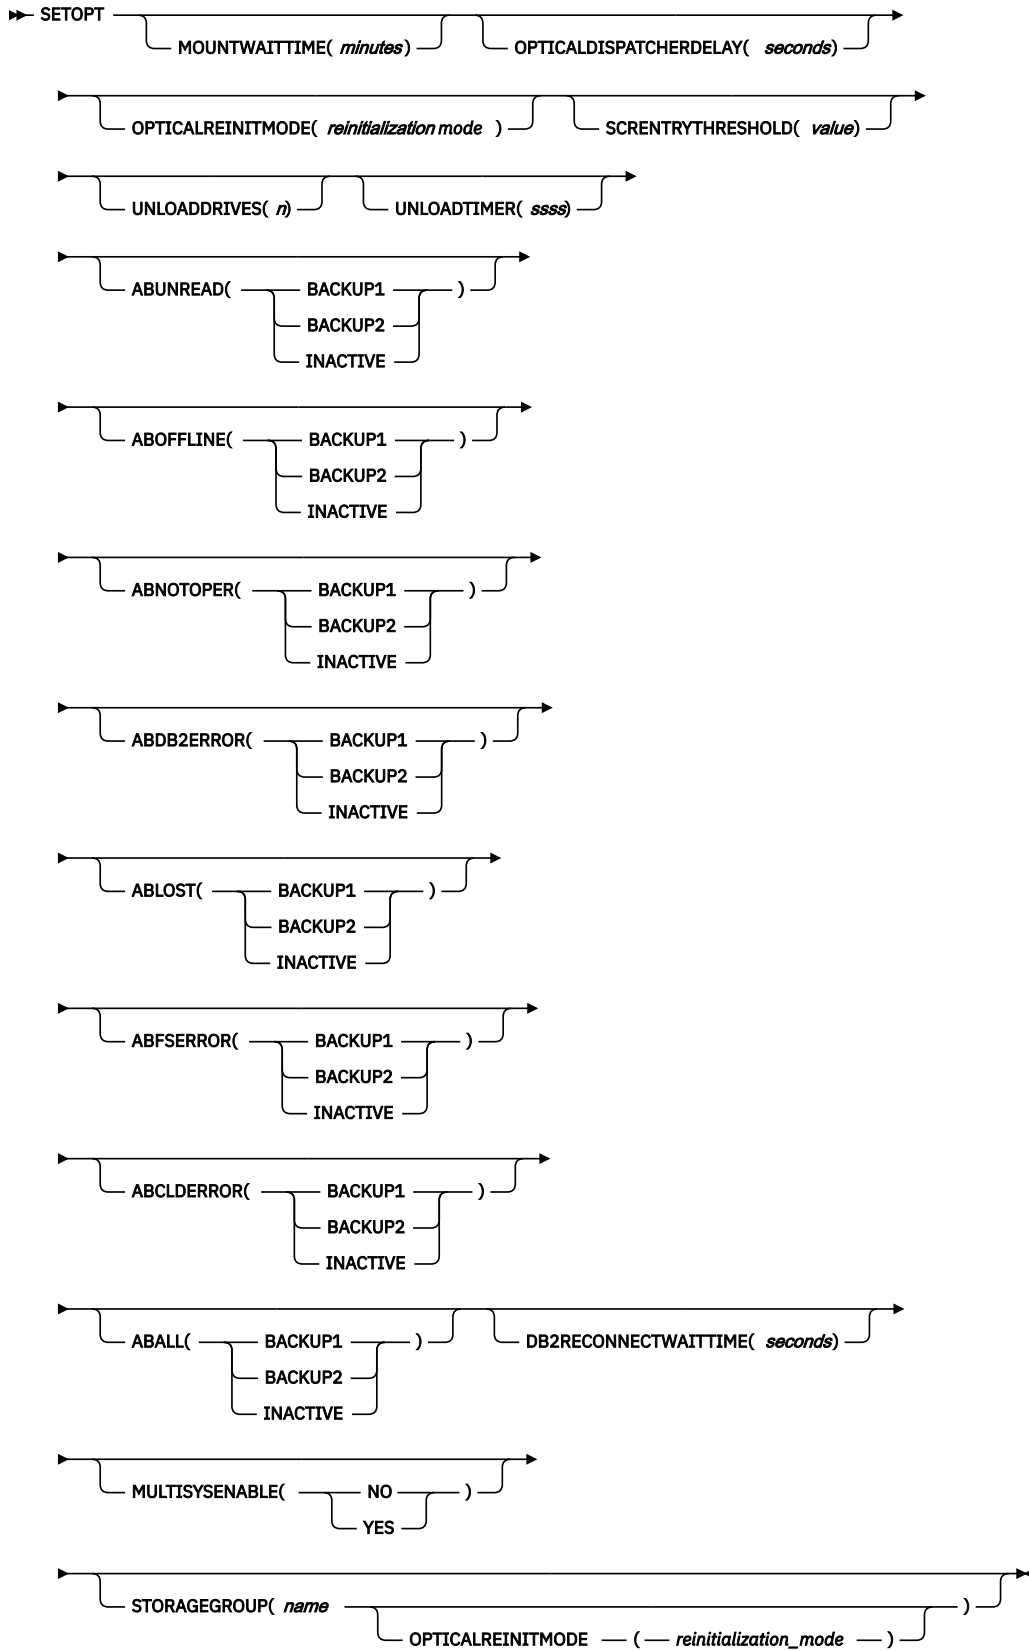 SETOPT
MOUNTWAITTIME( minutes) OPTICALDISPATCHERDELAY( seconds)
OPTICALREINITMODE( reinitialization mode ) SCRENTRYTHRESHOLD( value)
UNLOADDRIVES( n) UNLOADTIMER( ssss)
ABUNREAD( BACKUP1 )
BACKUP2
INACTIVE
ABOFFLINE( BACKUP1 )
BACKUP2
INACTIVE
ABNOTOPER( BACKUP1 )
BACKUP2
INACTIVE
ABDB2ERROR( BACKUP1 )
BACKUP2
INACTIVE
ABLOST( BACKUP1 )
BACKUP2
INACTIVE
ABFSERROR( BACKUP1 )
BACKUP2
INACTIVE
ABCLDERROR( BACKUP1 )
BACKUP2
INACTIVE
ABALL( BACKUP1 ) DB2RECONNECTWAITTIME( seconds)
BACKUP2
INACTIVE
MULTISYSENABLE( NO )
YES
STORAGEGROUP( name )
OPTICALREINITMODE ( reinitialization_mode )